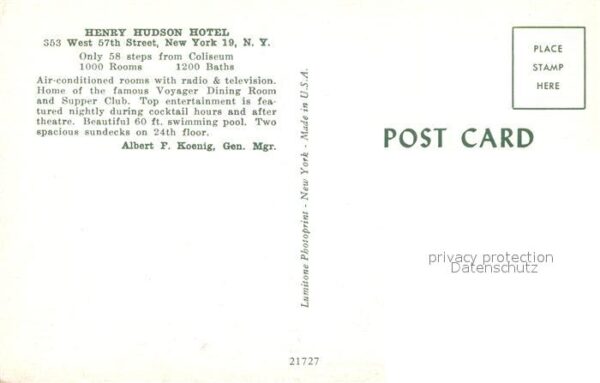 HENRY HUDSON HOTEL
353 West 57th Street, New York 19, N. Y.
Only 58 steps from Coliseum
1000 Rooms 1200 Baths
Air-conditioned rooms with radio & television.
Home of the famous Voyager Dining Room
and Supper Club. Top entertainment is fea-
tured nightly during cocktail hours and after
theatre. Beautiful 60 ft. swimming pool. Two
spacious sundecks on 24th floor.
Albert F. Koenig, Gen. Mgr.
Lumitone Photoprint - New York - Made in U.S.A.
21727
PLACE
STAMP
HERE
POST CARD
privacy protection
Datenschutz